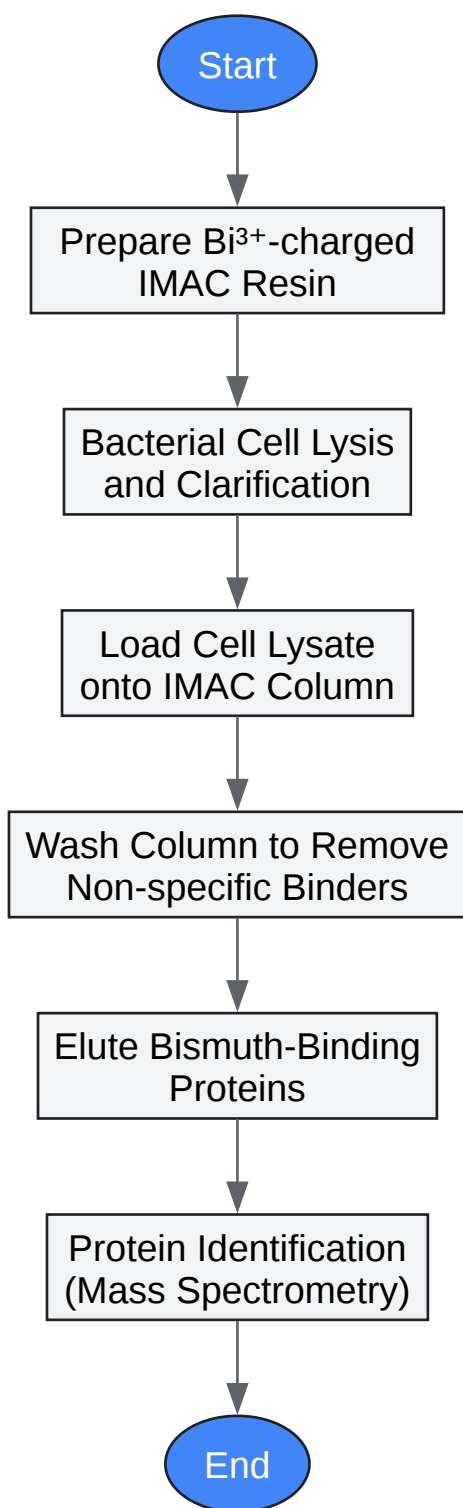 Start
Prepare Bi³⁺-charged
IMAC Resin
Bacterial Cell Lysis
and Clarification
Load Cell Lysate
onto IMAC Column
Wash Column to Remove
Non-specific Binders
Elute Bismuth-Binding
Proteins
Protein Identification
(Mass Spectrometry)
End